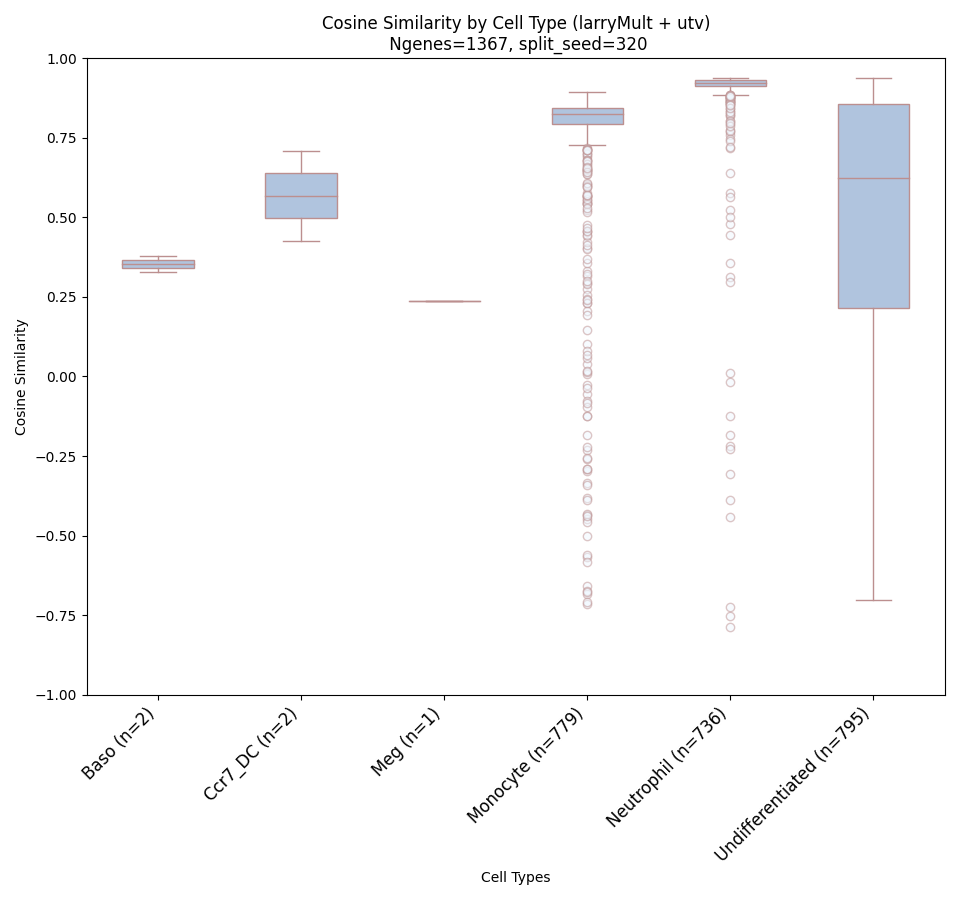 Cosine Similarity by Cell Type (larryMult + utv)
Ngenes=1367, split_seed=320
1.00
0.75
0.50
0.25
0.00
−0.25
−0.50
−0.75
−1.00
Cosine Similarity
Baso (n=2)
Ccr7_DC (n=2)
Meg (n=1)
Monocyte (n=779)
Neutrophil (n=736)
Undifferentiated (n=795)
Cell Types